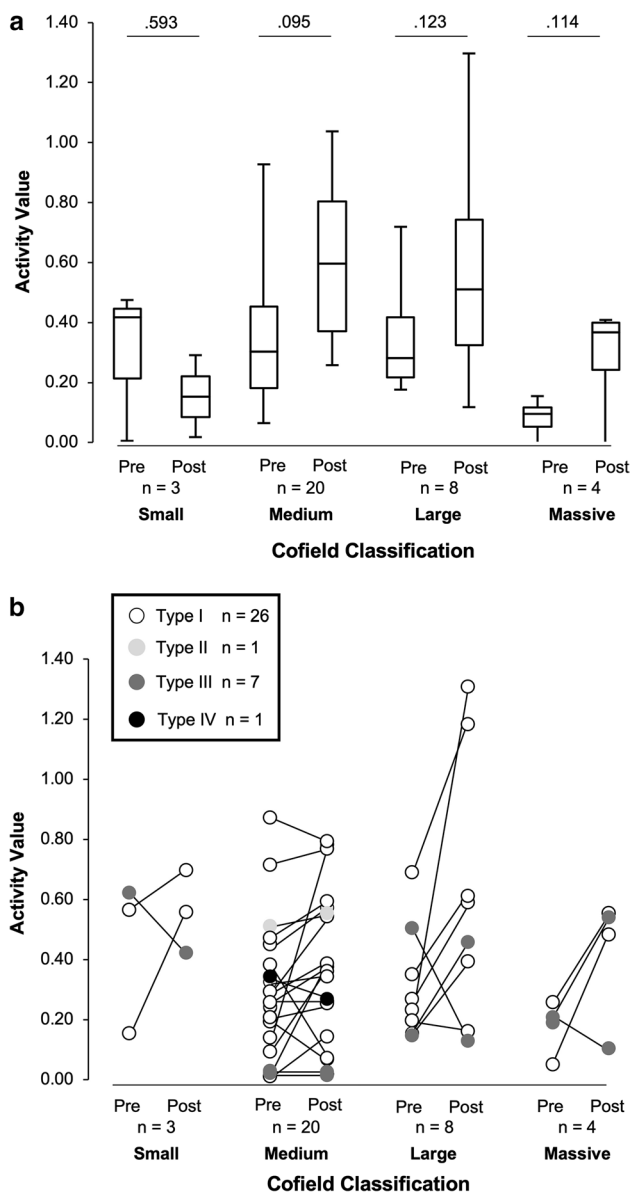 a
.593 .095 .123 .114
1.40
1.20
1.00
0.80
0.60
0.40
0.20
0.00
Activity Value
Pre Post Pre Post Pre Post Pre Post
n = 3 n = 20 n = 8 n = 4
Small Medium Large Massive
Cofield Classification
b
Type I n = 26
Type II n = 1
Type III n = 7
Type IV n = 1
1.40
1.20
1.00
0.80
0.60
0.40
0.20
0.00
Activity Value
Pre Post Pre Post Pre Post Pre Post
n = 3 n = 20 n = 8 n = 4
Small Medium Large Massive
Cofield Classification